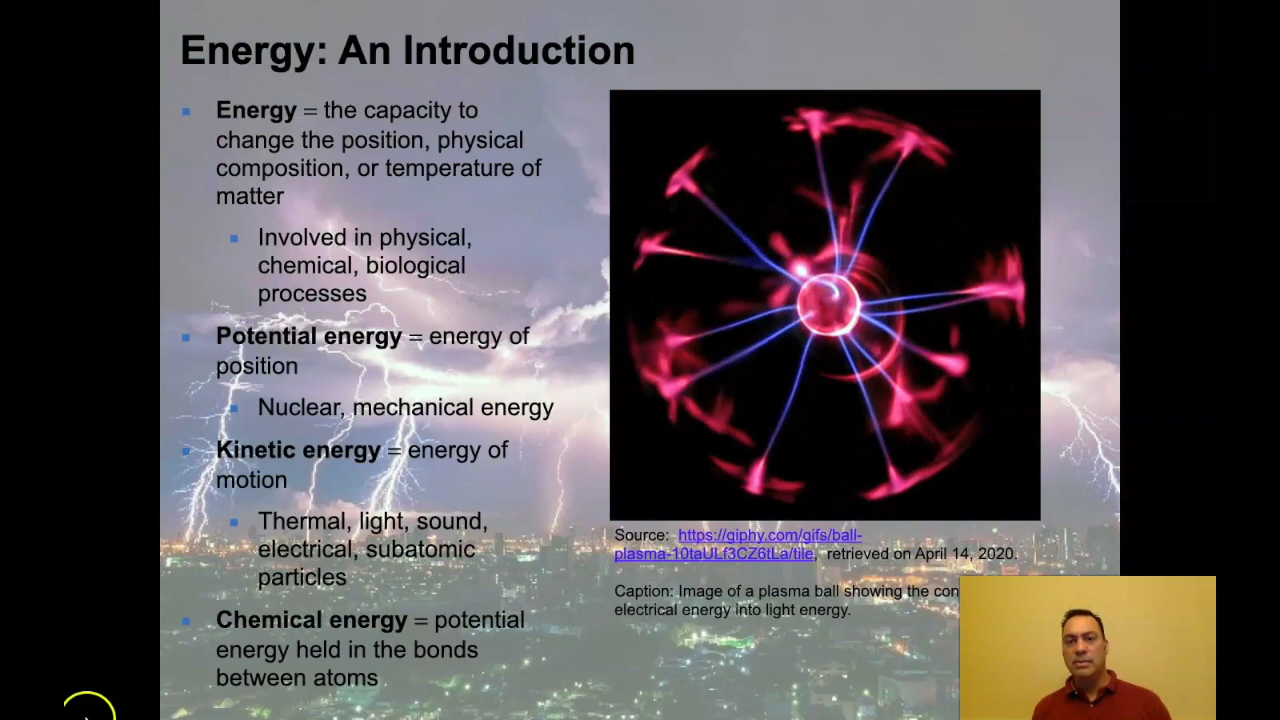 Energy: An Introduction
Energy = the capacity to
change the position, physical
composition, or temperature of
matter
Involved in physical,
chemical, biological
processes
Potential energy = energy of
position
Nuclear, mechanical energy
Kinetic energy = energy of
motion
Thermal, light, sound,
electrical, subatomic
particles
Chemical energy = potential
energy held in the bonds
between atoms
Source: https://giphy.com/gifs/ball-
plasma-10taULf3CZ6tLa/tile, retrieved on April 14, 2020.
Caption: Image of a plasma ball showing the con
electrical energy into light energy.